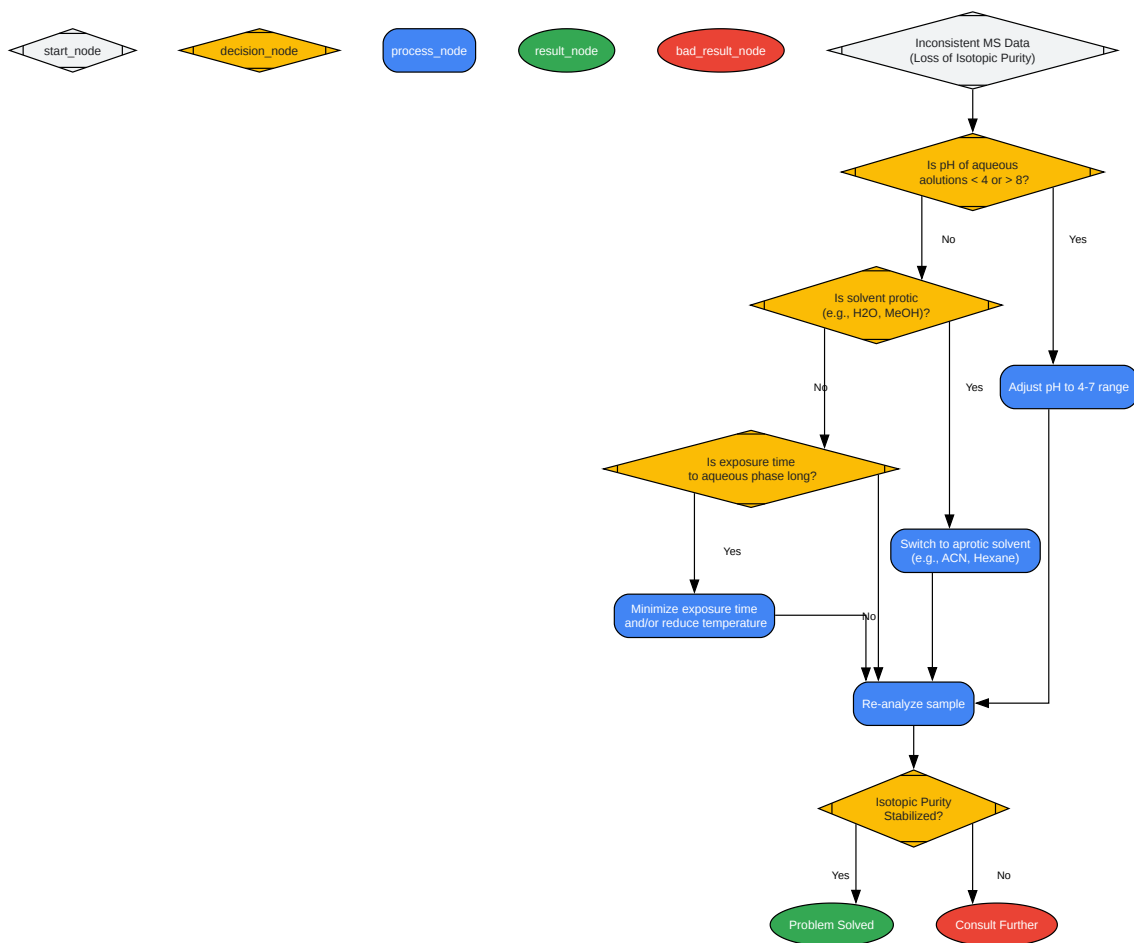 start_node
decision_node
process_node
result_node
bad_result_node
Inconsistent MS Data
(Loss of Isotopic Purity)
Is pH of aqueous
aolutions < 4 or > 8?
No
Yes
Is solvent protic
(e.g., H2O, MeOH)?
No
Yes
Adjust pH to 4-7 range
Is exposure time
to aqueous phase long?
Yes
Switch to aprotic solvent
(e.g., ACN, Hexane)
Minimize exposure time
and/or reduce temperature
No
Re-analyze sample
Isotopic Purity
Stabilized?
Yes
No
Problem Solved
Consult Further